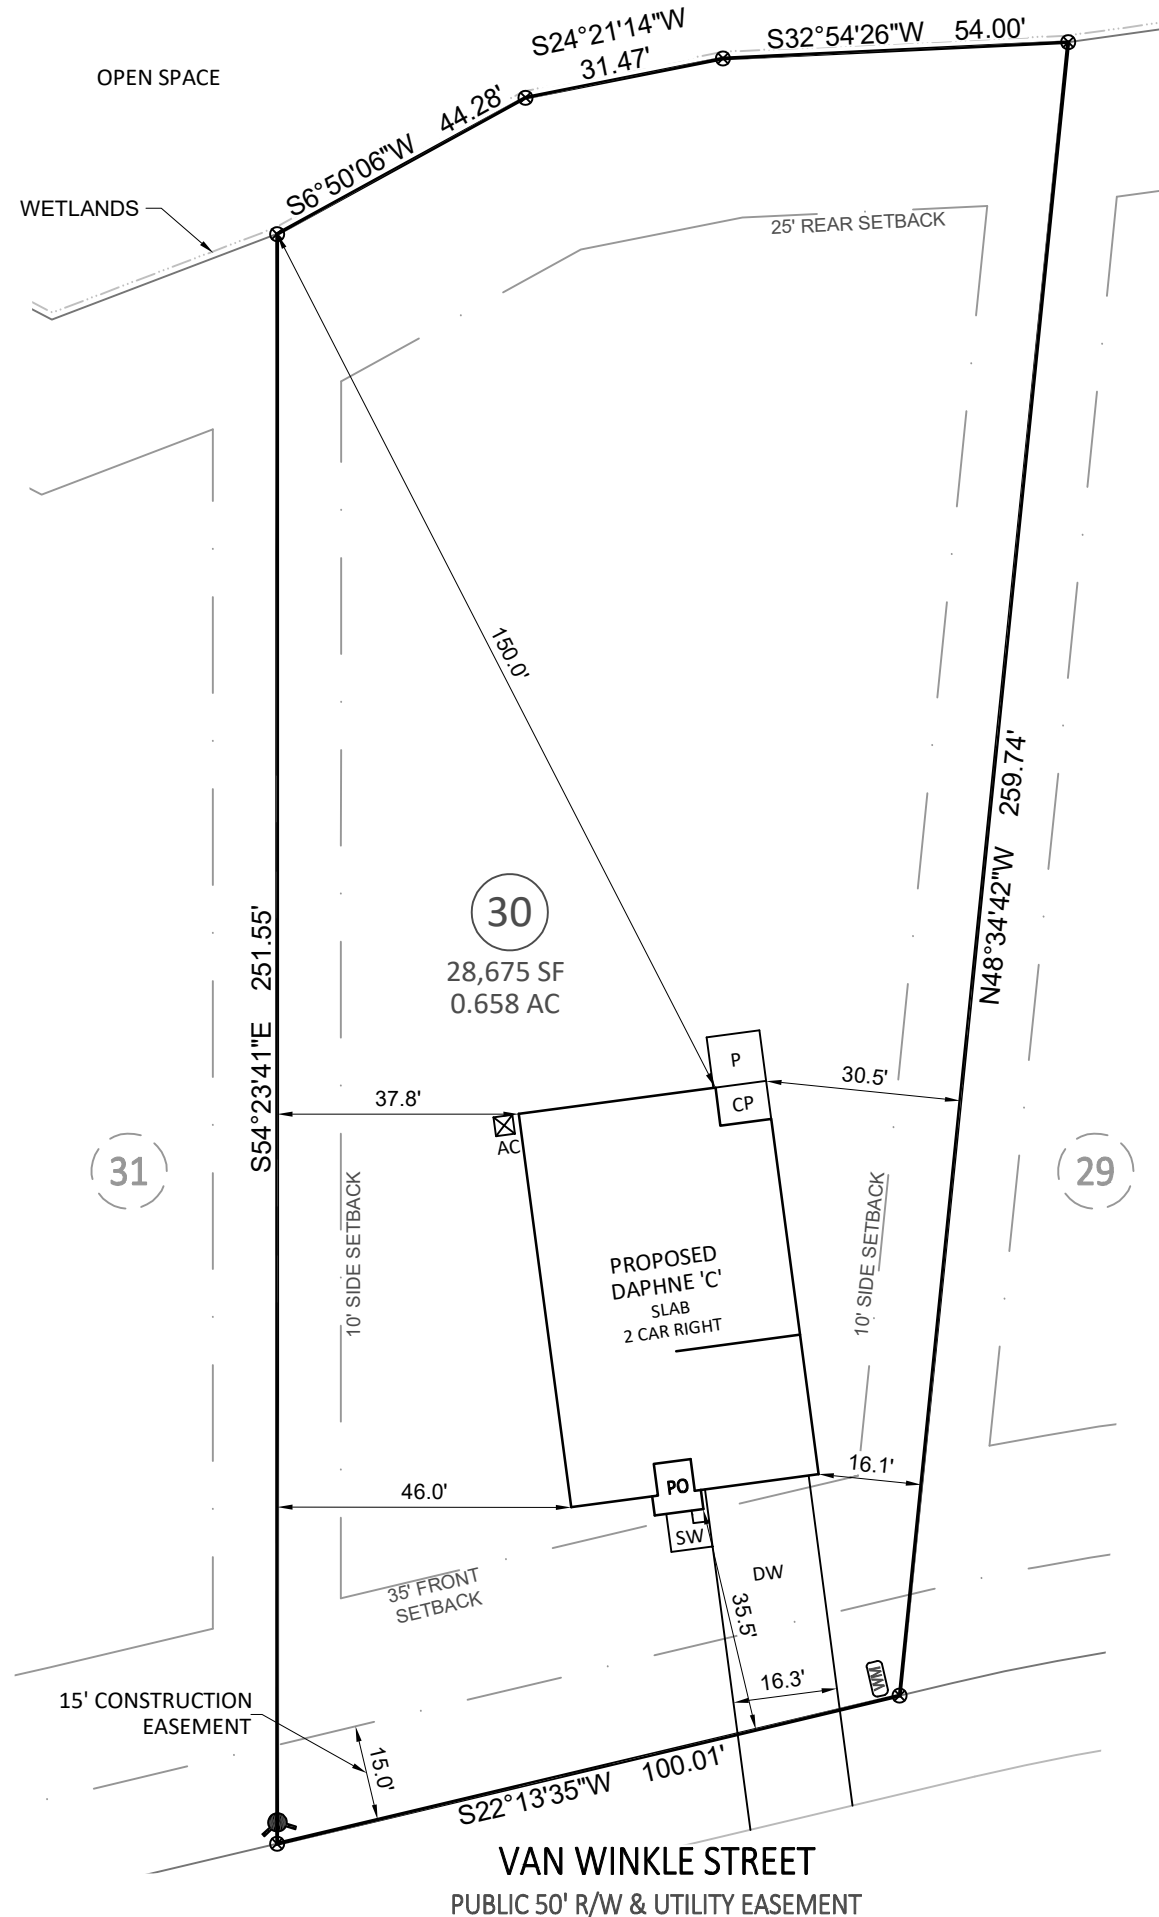 S24°21'14"W
31.47'
S32°54'26"W 54.00'
OPEN SPACE
S6°50'06"W 44.28'
WETLANDS
25' REAR SETBACK
150.0'
N48°34'42"W 259.74'
30
28,675 SF
0.658 AC
S54°23'41"E 251.55'
P
30.5'
37.8'
CP
AC
31
29
10' SIDE SETBACK
10' SIDE SETBACK
PROPOSED
DAPHNE 'C'
SLAB
2 CAR RIGHT
16.1'
46.0'
PO
SW
DW
35' FRONT
SETBACK
35.5'
16.3'
WM
15' CONSTRUCTION
EASEMENT
15.0'
S22°13'35"W 100.01'
VAN WINKLE STREET
PUBLIC 50' R/W & UTILITY EASEMENT